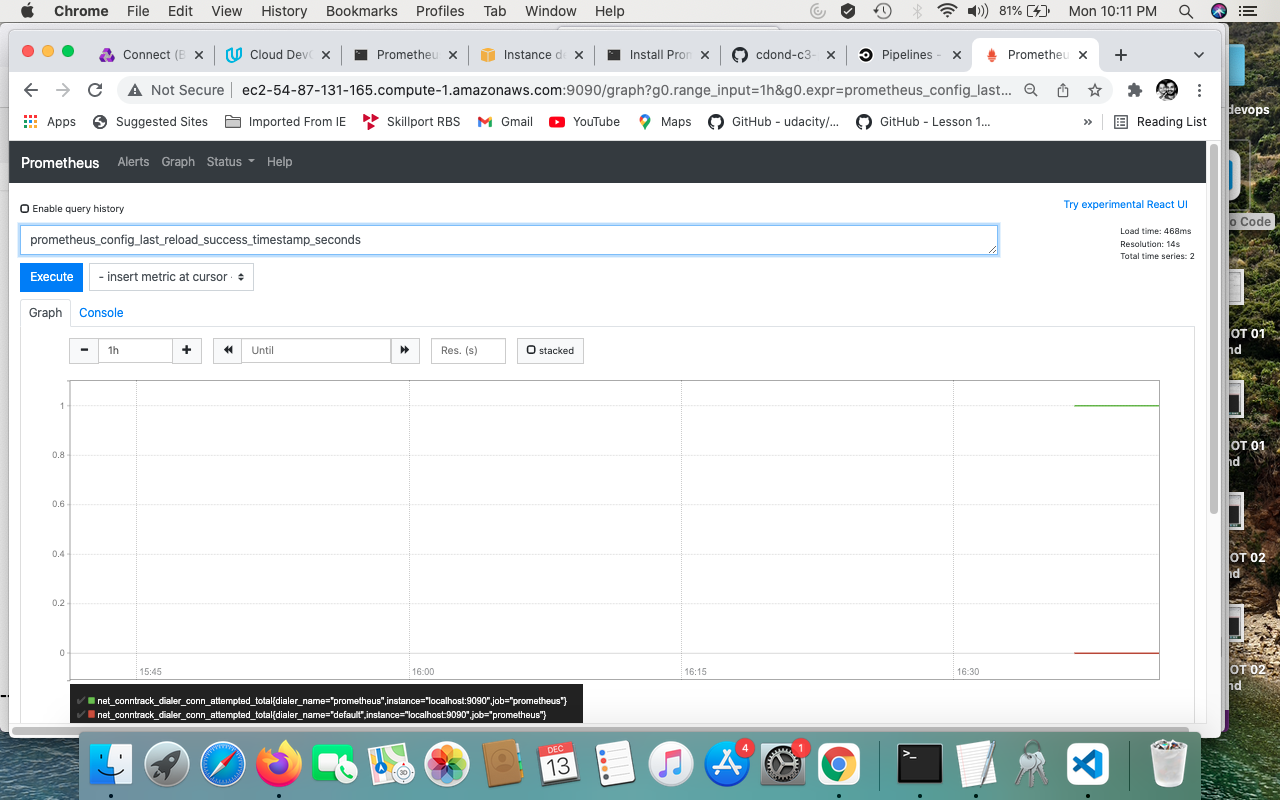 Chrome File Edit View History Bookmarks Profiles Tab Window Help 81% Mon 10:11 PM
Connect (B Cloud DevO Prometheu Instance de Install Pron cdond-c3- Pipelines - Prometheu
Not Secure ec2-54-87-131-165.compute-1.amazonaws.com:9090/graph?g0.range_input=1h&g0.expr=prometheus_config_last...
Apps Suggested Sites Imported From IE Skillport RBS Gmail YouTube Maps GitHub - udacity/... GitHub - Lesson 1... » Reading List
Prometheus Alerts Graph Status Help
Enable query history
Try experimental React UI
prometheus_config_last_reload_success_timestamp_seconds
Load time: 468ms
Resolution: 14s
Total time series: 2
Execute - insert metric at cursor -
Graph Console
1h Until Res. (s) stacked
1
0.8
0.6
0.4
0.2
0
15:45 16:00 16:15 16:30
net_conntrack_dialer_conn_attempted_total{dialer_name="prometheus",instance="localhost:9090",job="prometheus"}
net_conntrack_dialer_conn_attempted_total{dialer_name="default",instance="localhost:9090",job="prometheus"}
devops
o Code
OT 01
nd
OT 01
nd
OT 02
nd
OT 02
nd
3D
DEC
13
4
1
>_